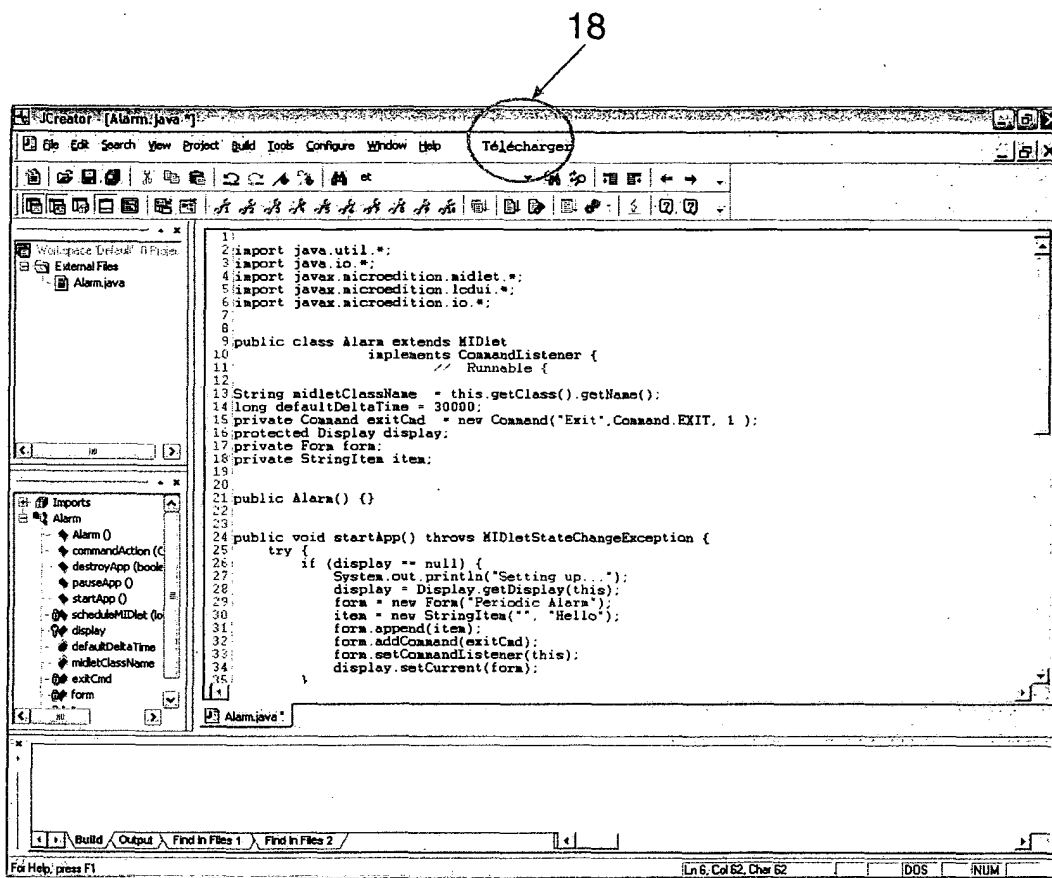 18
JCreator - [Alarm.java *]
File Edit Search View Project Build Tools Configure Window Help Télécharger
et
Workspace 'Default': 0 Projec
External Files
Alarm.java
1
2 import java.util.*;
3 import java.io.*;
4 import javax.microedition.midlet.*;
5 import javax.microedition.lcdui.*;
6 import javax.microedition.io.*;
7
8
9 public class Alarm extends MIDlet
10 implements CommandListener {
11 // Runnable {
12
13 String midletClassName = this.getClass().getName();
14 long defaultDeltaTime = 30000;
15 private Command exitCmd = new Command("Exit",Command.EXIT, 1 );
16 protected Display display;
17 private Form form;
18 private StringItem item;
19
20
21 public Alarm() {}
22
23
24 public void startApp() throws MIDletStateChangeException {
25 try {
26 if (display == null) {
27 System.out.println("Setting up...");
28 display = Display.getDisplay(this);
29 form = new Form("Periodic Alarm");
30 item = new StringItem("", "Hello");
31 form.append(item);
32 form.addCommand(exitCmd);
33 form.setCommandListener(this);
34 display.setCurrent(form);
35 }
Imports
Alarm
Alarm ()
commandAction (C
destroyApp (boole
pauseApp ()
startApp ()
scheduleMIDlet (lo
display
defaultDeltaTime
midletClassName
exitCmd
form
Alarm.java *
Build Output Find in Files 1 Find in Files 2
For Help, press F1
Ln 6, Col 62, Char 62
DOS
NUM